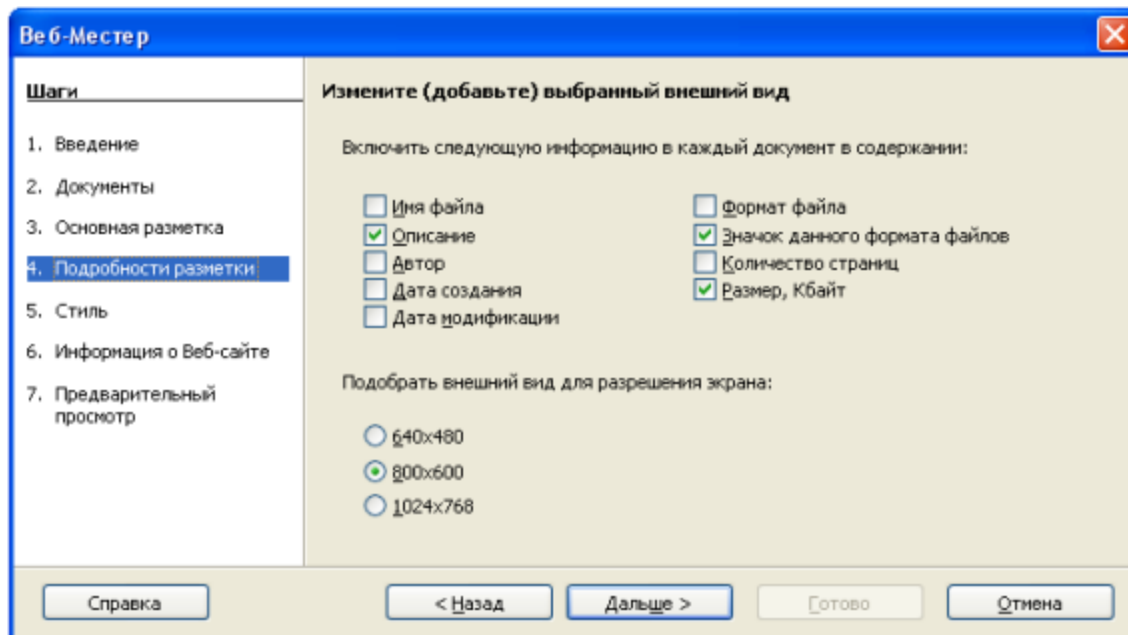 Веб-Местер
Шаги
1. Введение
2. Документы
3. Основная разметка
4. Подробности разметки
5. Стиль
6. Информация о Веб-сайте
7. Предварительный
просмотр
Измените (добавьте) выбранный внешний вид
Включить следующую информацию в каждый документ в содержании:
Имя файла
Описание
Автор
Дата создания
Дата модификации
Формат файла
Значок данного формата файлов
Количество страниц
Размер, Кбайт
Подобрать внешний вид для разрешения экрана:
640x480
800x600
1024x768
Справка
< Назад
Дальше >
Готово
Отмена